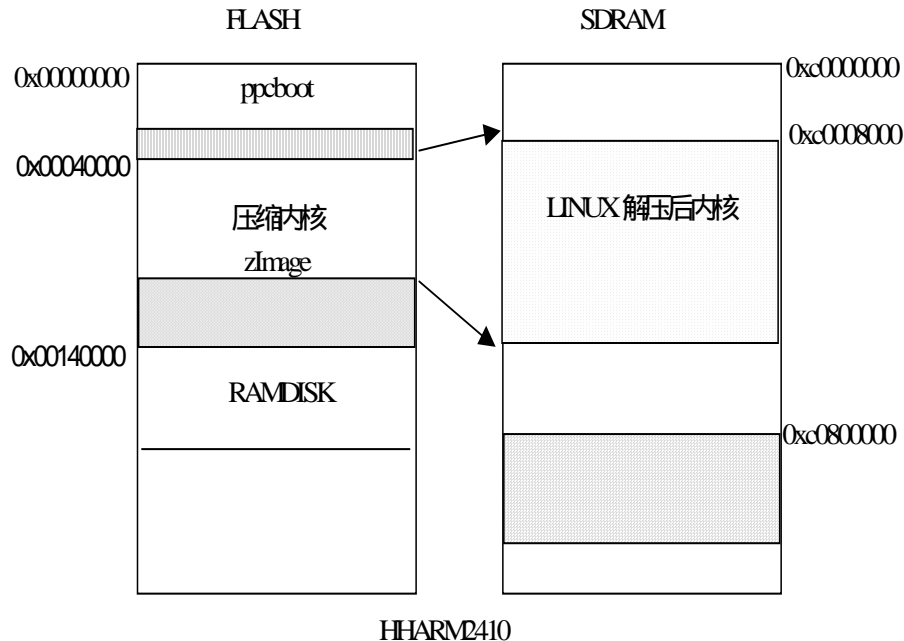 FLASH
SDRAM
0x00000000
ppcboot
0xc0000000
0xc0008000
0x00040000
压缩内核
zImage
LINUX 解压后内核
0x00140000
RAMDISK
0xc0800000
HHARM2410